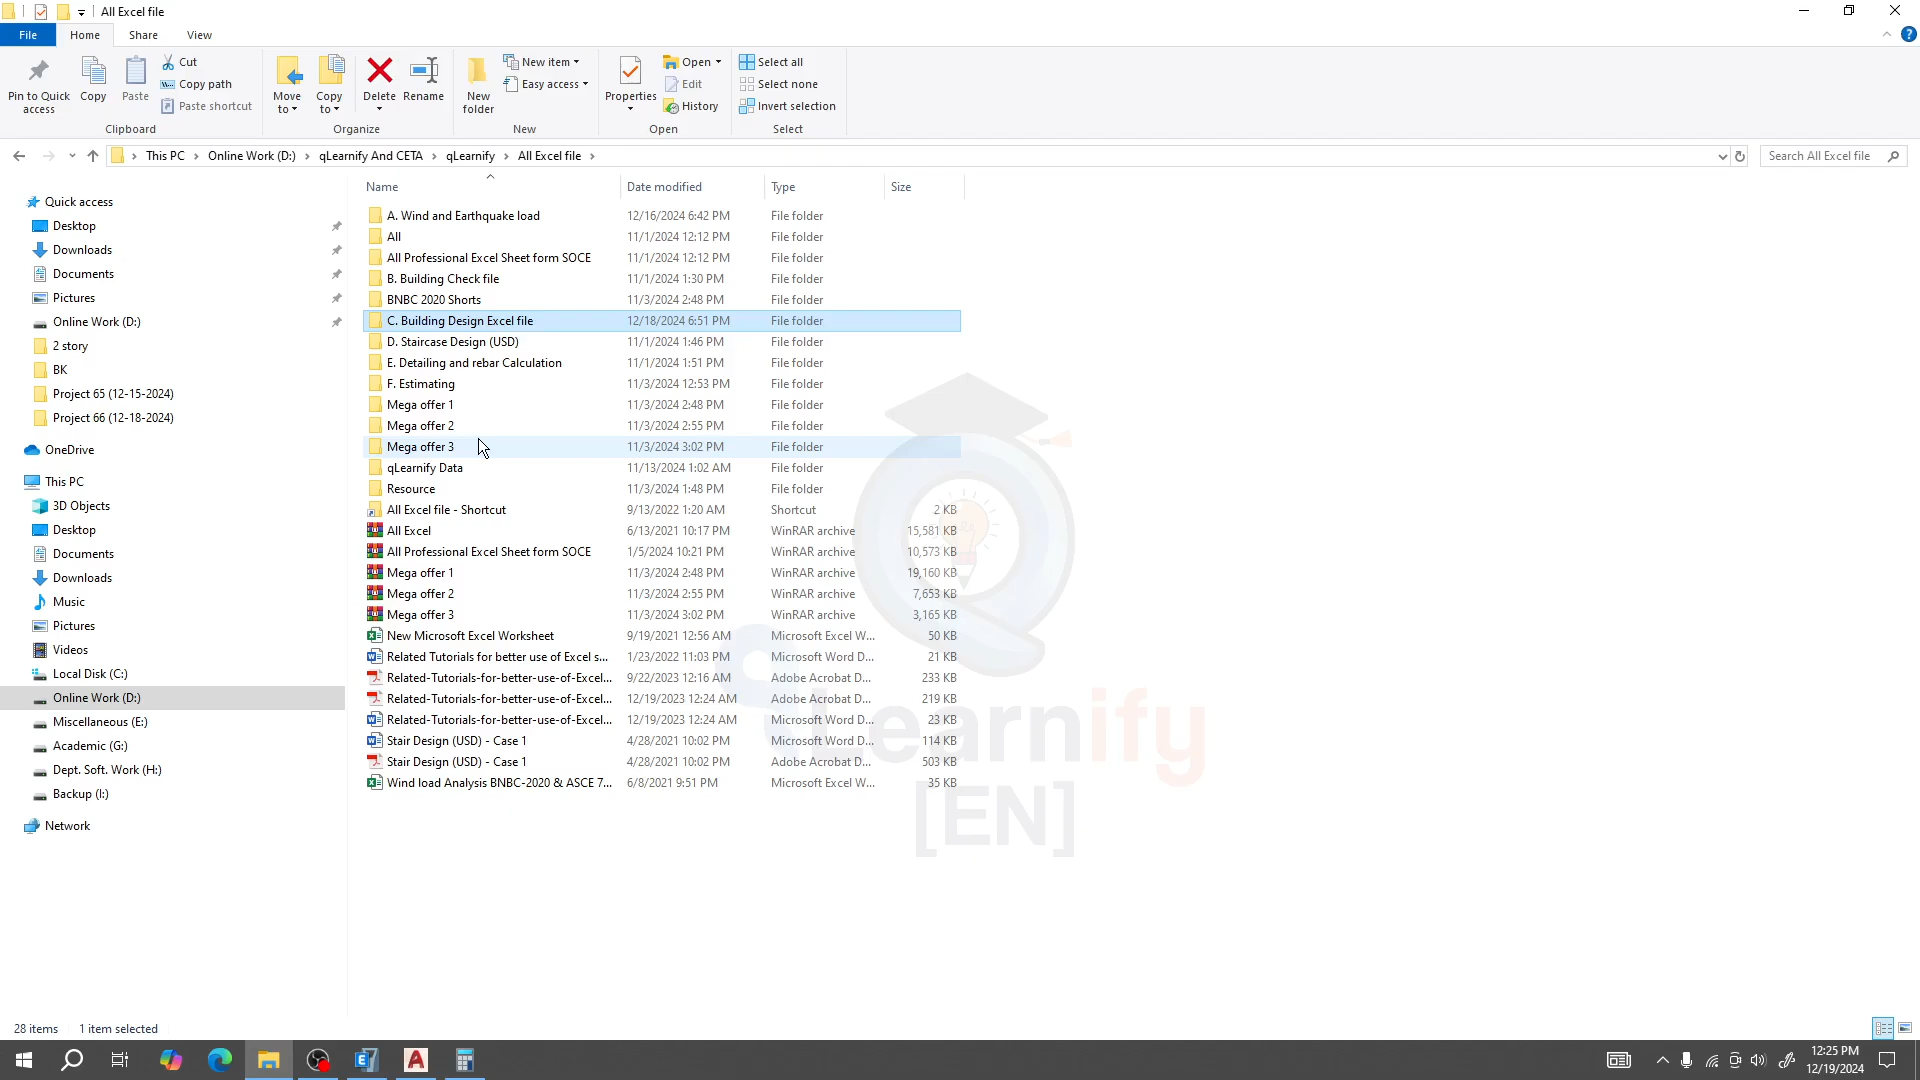 All Excel file
File Home Share View
Pin to Quick access
Copy
Paste
Cut
Copy path
Paste shortcut
Clipboard
Move to
Copy to
Delete
Rename
Organize
New folder
New item
Easy access
New
Properties
Open
Edit
History
Open
Select all
Select none
Invert selection
Select
This PC > Online Work (D:) > qLearnify And CETA > qLearnify > All Excel file >
Search All Excel file
Quick access
Desktop
Downloads
Documents
Pictures
Online Work (D:)
2 story
BK
Project 65 (12-15-2024)
Project 66 (12-18-2024)
OneDrive
This PC
3D Objects
Desktop
Documents
Downloads
Music
Pictures
Videos
Local Disk (C:)
Online Work (D:)
Miscellaneous (E:)
Academic (G:)
Dept. Soft. Work (H:)
Backup (I:)
Network
Name Date modified Type Size
A. Wind and Earthquake load 12/16/2024 6:42 PM File folder
All 11/1/2024 12:12 PM File folder
All Professional Excel Sheet form SOCE 11/1/2024 12:12 PM File folder
B. Building Check file 11/1/2024 1:30 PM File folder
BNBC 2020 Shorts 11/3/2024 2:48 PM File folder
C. Building Design Excel file 12/18/2024 6:51 PM File folder
D. Staircase Design (USD) 11/1/2024 1:46 PM File folder
E. Detailing and rebar Calculation 11/1/2024 1:51 PM File folder
F. Estimating 11/3/2024 12:53 PM File folder
Mega offer 1 11/3/2024 2:48 PM File folder
Mega offer 2 11/3/2024 2:55 PM File folder
Mega offer 3 11/3/2024 3:02 PM File folder
qLearnify Data 11/13/2024 1:02 AM File folder
Resource 11/3/2024 1:48 PM File folder
All Excel file - Shortcut 9/13/2022 1:20 AM Shortcut 2 KB
All Excel 6/13/2021 10:17 PM WinRAR archive 15,581 KB
All Professional Excel Sheet form SOCE 1/5/2024 10:21 PM WinRAR archive 10,573 KB
Mega offer 1 11/3/2024 2:48 PM WinRAR archive 19,160 KB
Mega offer 2 11/3/2024 2:55 PM WinRAR archive 7,653 KB
Mega offer 3 11/3/2024 3:02 PM WinRAR archive 3,165 KB
New Microsoft Excel Worksheet 9/19/2021 12:56 AM Microsoft Excel W... 50 KB
Related Tutorials for better use of Excel s... 1/23/2022 11:03 PM Microsoft Word D... 21 KB
Related-Tutorials-for-better-use-of-Excel... 9/22/2023 12:16 AM Adobe Acrobat D... 233 KB
Related-Tutorials-for-better-use-of-Excel... 12/19/2023 12:24 AM Adobe Acrobat D... 219 KB
Related-Tutorials-for-better-use-of-Excel... 12/19/2023 12:24 AM Microsoft Word D... 23 KB
Stair Design (USD) - Case 1 4/28/2021 10:02 PM Microsoft Word D... 114 KB
Stair Design (USD) - Case 1 4/28/2021 10:02 PM Adobe Acrobat D... 503 KB
Wind load Analysis BNBC-2020 & ASCE 7... 6/8/2021 9:51 PM Microsoft Excel W... 35 KB
qLearnify
[EN]
28 items 1 item selected
12:25 PM
12/19/2024